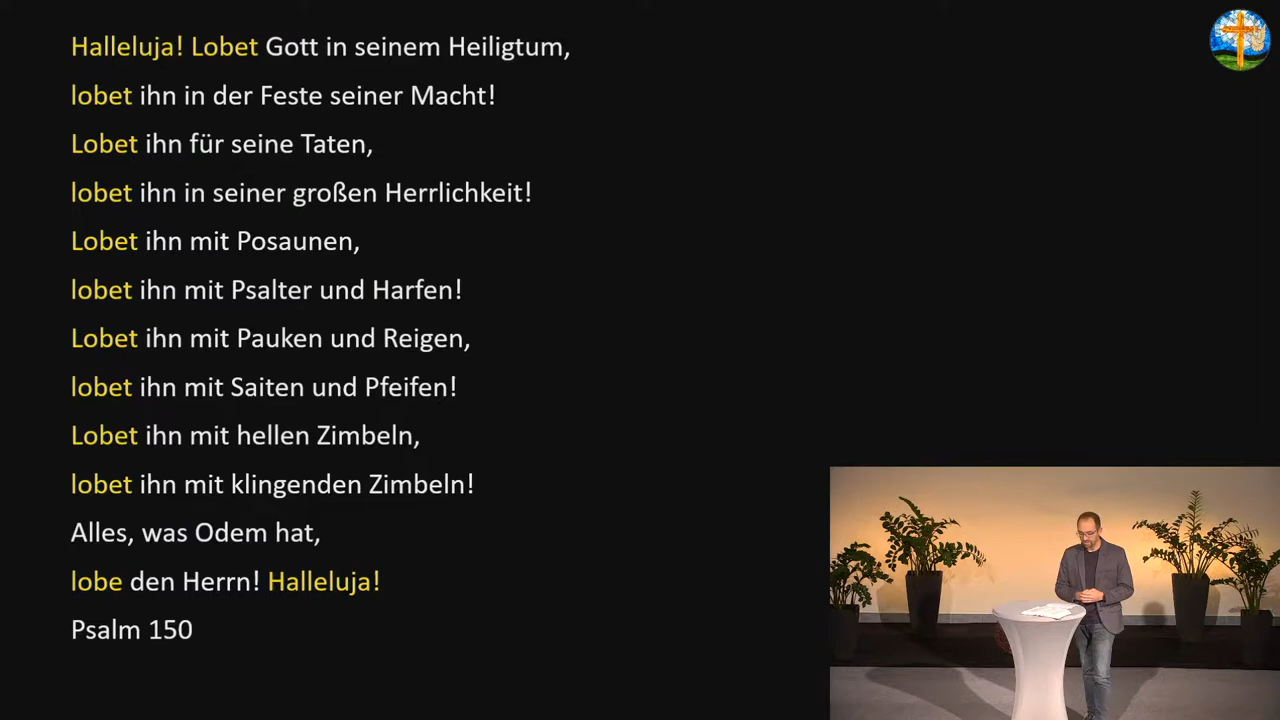 Halleluja! Lobet Gott in seinem Heiligtum,
lobet ihn in der Feste seiner Macht!
Lobet ihn für seine Taten,
lobet ihn in seiner großen Herrlichkeit!
Lobet ihn mit Posaunen,
lobet ihn mit Psalter und Harfen!
Lobet ihn mit Pauken und Reigen,
lobet ihn mit Saiten und Pfeifen!
Lobet ihn mit hellen Zimbeln,
lobet ihn mit klingenden Zimbeln!
Alles, was Odem hat,
lobe den Herrn! Halleluja!
Psalm 150